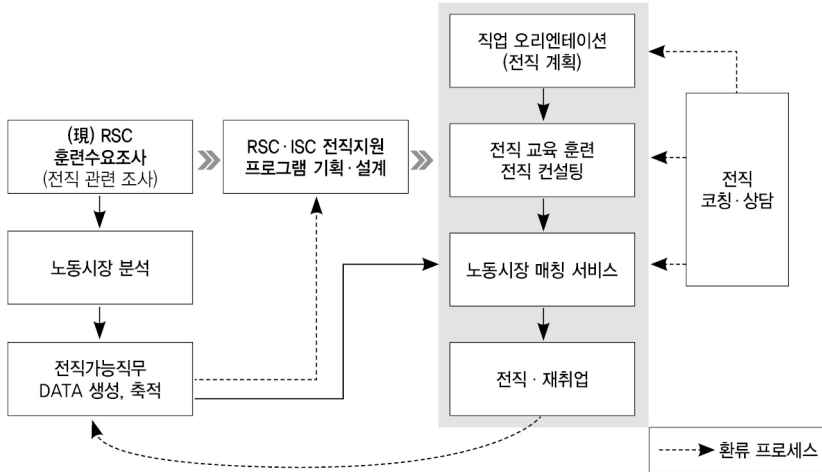 직업 오리엔테이션
(전직 계획)
(現) RSC
훈련수요조사
(전직 관련 조사)
RSC·ISC 전직지원
프로그램 기획·설계
전직 교육 훈련
전직 컨설팅
전직
코칭·상담
노동시장 분석
노동시장 매칭 서비스
전직가능직무
DATA 생성, 축적
전직·재취업
환류 프로세스